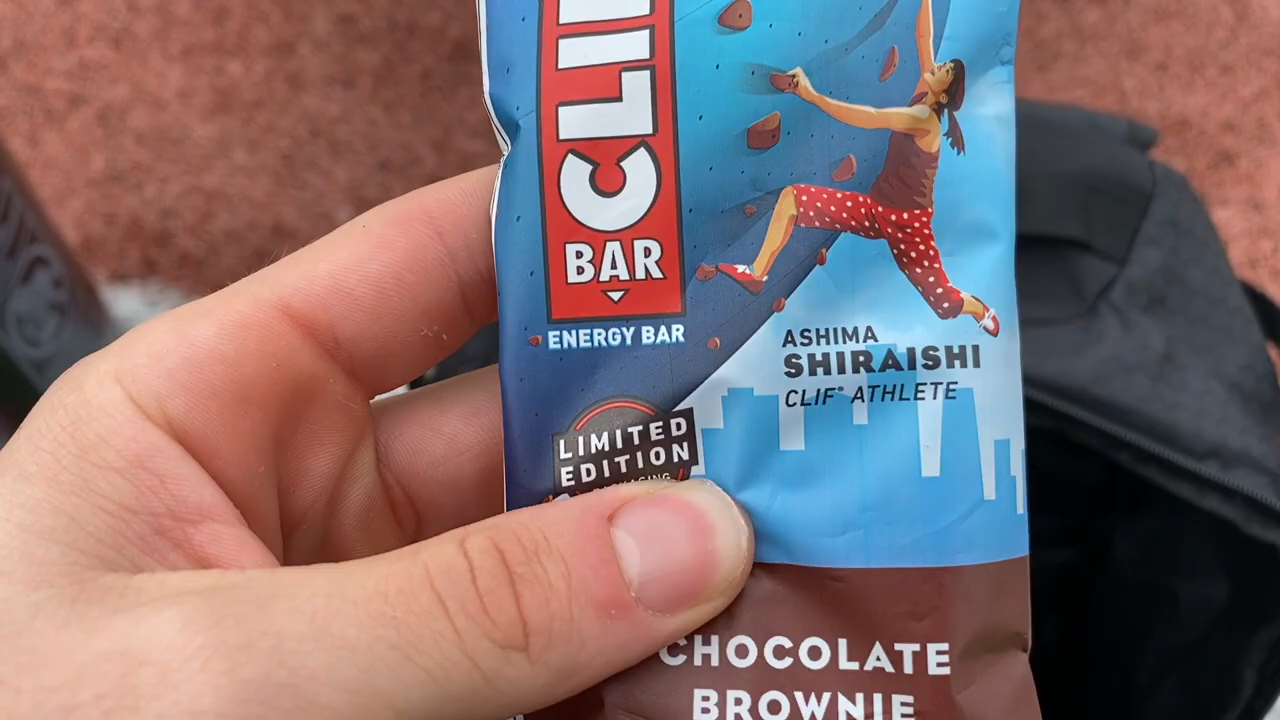 CLIF
BAR
ENERGY BAR
ASHIMA
SHIRAISHI
CLIF® ATHLETE
LIMITED
EDITION
CHOCOLATE
BROWNIE